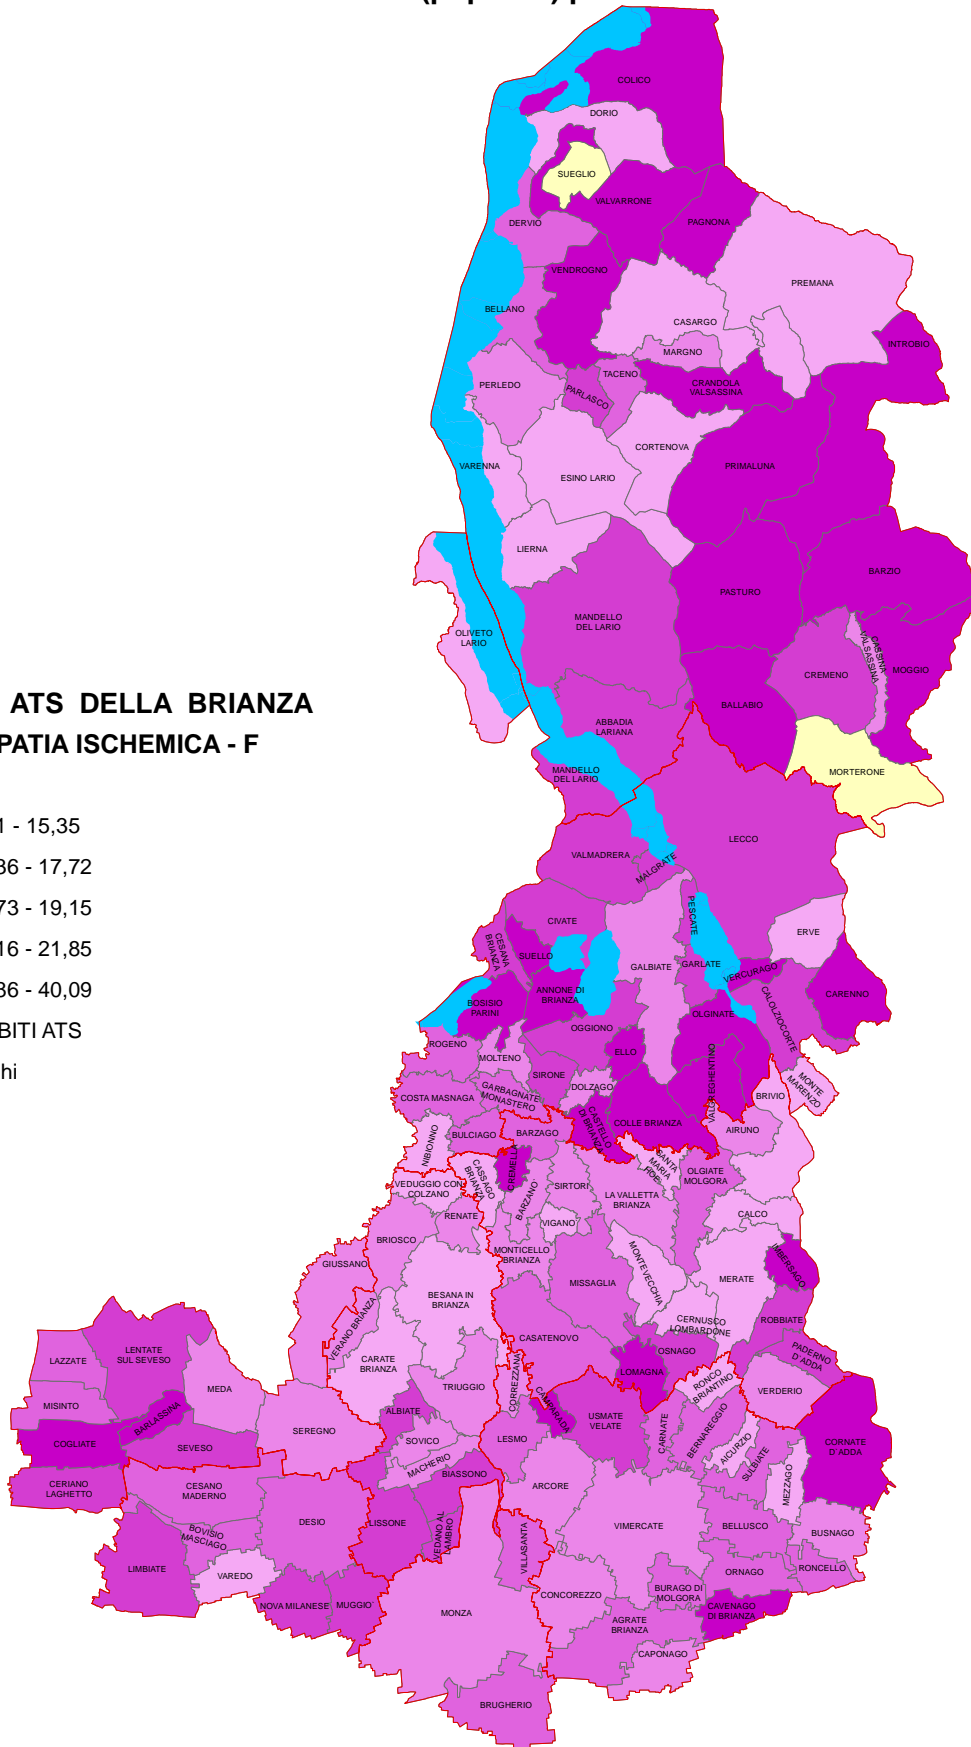 ATS DELLA BRIANZA
PATIA ISCHEMICA - F
1 - 15,35
36 - 17,72
73 - 19,15
16 - 21,85
36 - 40,09
BITI ATS
hi
COLICO
DORIO
SUEGLIO
VALVARRONE
PAGNONA
DERVIO
VENDROGNO
PREMANA
BELLANO
CASARGO
INTROBIO
MARGNO
TACENO
PERLEDO
PARLASCO
CRANDOLA
VALSASSINA
CORTENOVA
VARENNA
ESINO LARIO
PRIMALUNA
LIERNA
BARZIO
PASTURO
MANDELLO
DEL LARIO
OLIVETO
LARIO
CASSINA
VALSASSINA
CREMENO
MOGGIO
BALLABIO
ABBADIA
LARIANA
MANDELLO
DEL LARIO
MORTERONE
LECCO
VALMADRERA
MALGRATE
CIVATE
PESCATE
ERVE
CESANA
BRIANZA
SUELLO
GALBIATE
GARLATE
VERCURAGO
ANNONE DI
BRIANZA
BOSISIO
PARINI
CARENNO
CALOLZIOCORTE
OLGINATE
OGGIONO
ROGENO
MOLTENO
ELLO
VALGREGHENTINO
SIRONE
DOLZAGO
MONTE
MARENZO
BRIVIO
COSTA MASNAGA
GARBAGNATE
MONASTERO
CASTELLO
DI BRIANZA
COLLE BRIANZA
AIRUNO
NIBIONNO
BULCIAGO
BARZAGO
CREMELLA
CASSAGO
BRIANZA
SANTA
MARIA
HOE'
OLGIATE
MOLGORA
VEDUGGIO CON
COLZANO
BARZANO'
SIRTORI
LA VALLETTA
BRIANZA
RENATE
VIGANO
CALCO
BRIOSCO
MONTICELLO
BRIANZA
MONTEVECCHIA
IMBERSAGO
GIUSSANO
MISSAGLIA
MERATE
BESANA IN
BRIANZA
VERANO BRIANZA
CERNUSCO
LOMBARDONE
ROBBIATE
CASATENOVO
OSNAGO
PADERNO
D'ADDA
LENTATE
SUL SEVESO
LAZZATE
CARATE
BRIANZA
CORREZZANA
LOMAGNA
RONCO
BRIANTINO
MEDA
TRIUGGIO
VERDERIO
MISINTO
CAMPARADA
BARLASSINA
ALBIATE
USMATE
VELATE
CARNATE
BERNAREGGIO
SEREGNO
LESMO
COGLIATE
SEVESO
SOVICO
AICURZIO
CORNATE
D'ADDA
MACHERIO
SULBIATE
BIASSONO
MEZZAGO
CERIANO
LAGHETTO
CESANO
MADERNO
ARCORE
DESIO
LISSONE
VEDANO AL
LAMBRO
VIMERCATE
BELLUSCO
BUSNAGO
BOVISIO
MASCIAGO
VILLASANTA
LIMBIATE
VAREDO
RONCELLO
ORNAGO
CONCOREZZO
BURAGO DI
MOLGORA
NOVA MILANESE
MUGGIO'
MONZA
CAVENAGO
DI BRIANZA
AGRATE
BRIANZA
CAPONAGO
BRUGHERIO